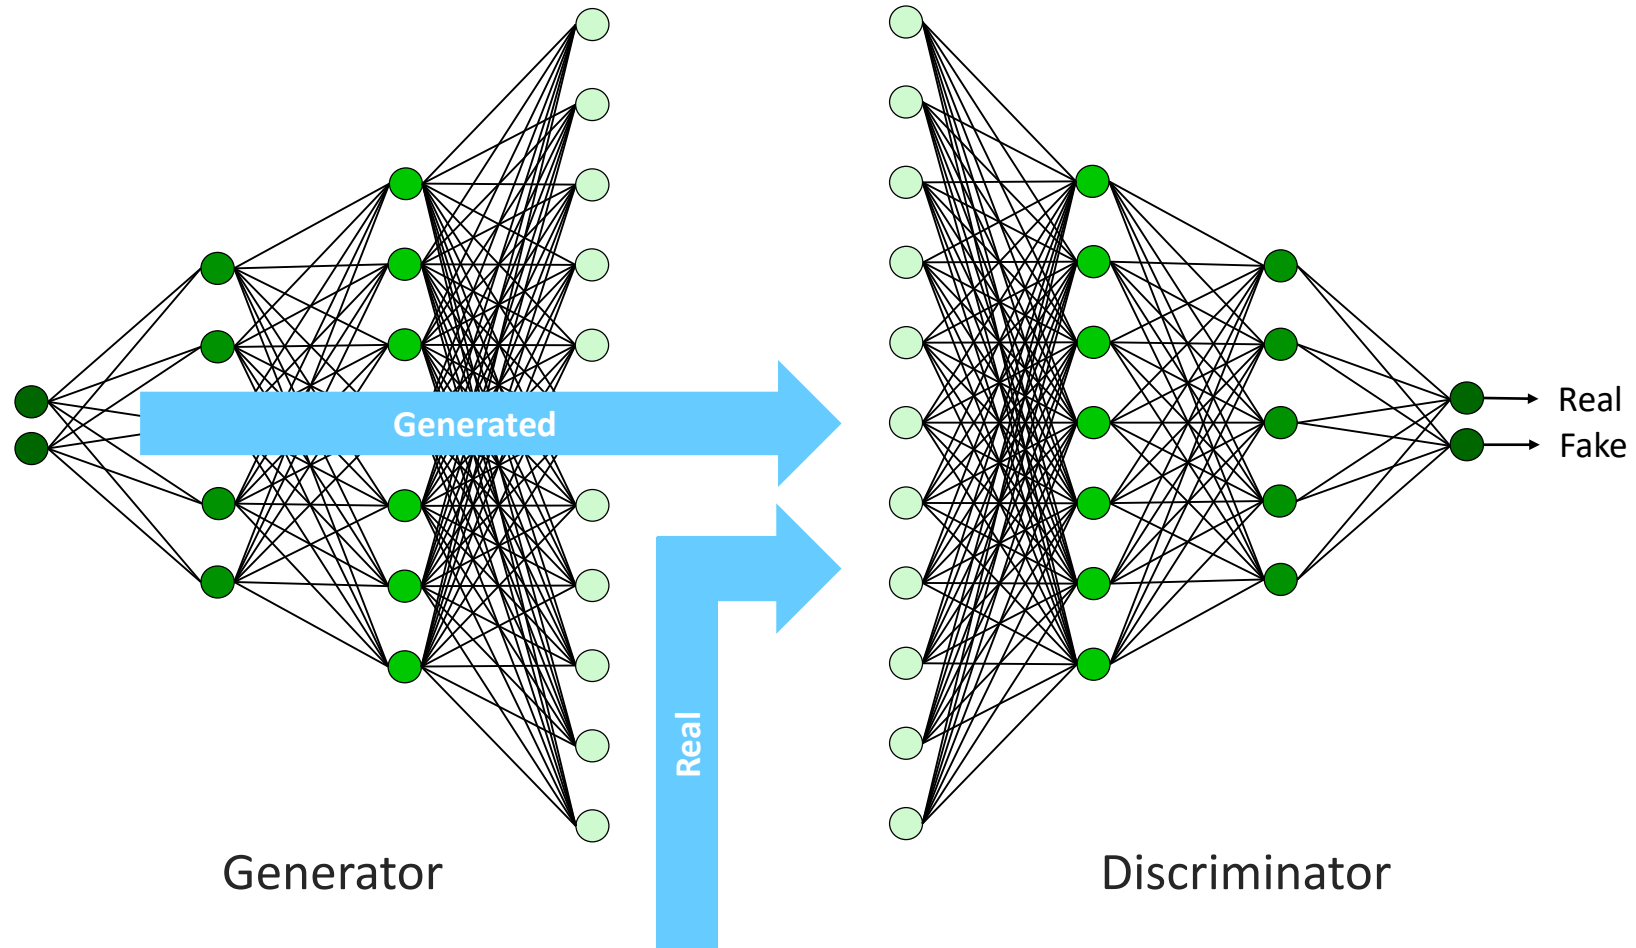 Generated
Real
Real
Fake
Generator
Discriminator